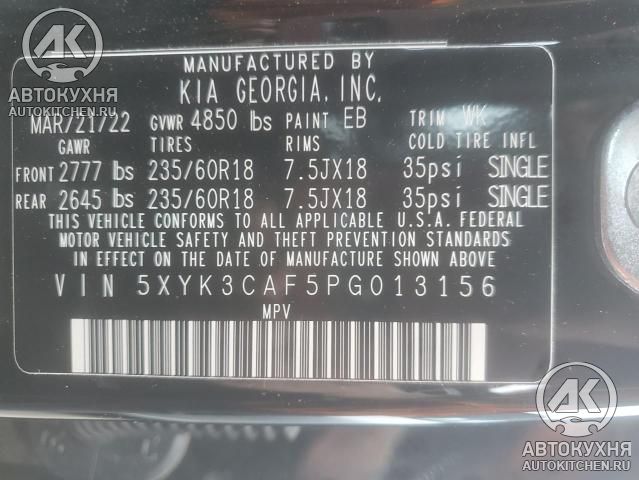 MANUFACTURED BY
KIA GEORGIA, INC.
MAR/21/22 GVWR 4850 lbs PAINT EB TRIM WK
GAWR TIRES RIMS COLD TIRE INFL
FRONT 2777 lbs 235/60R18 7.5JX18 35psi SINGLE
REAR 2645 lbs 235/60R18 7.5JX18 35psi SINGLE
THIS VEHICLE CONFORMS TO ALL APPLICABLE U.S.A. FEDERAL
MOTOR VEHICLE SAFETY AND THEFT PREVENTION STANDARDS
IN EFFECT ON THE DATE OF MANUFACTURE SHOWN ABOVE
VIN 5XYK3CAF5PG013156
MPV
АК
АВТОКУХНЯ
AUTOKITCHEN.RU
АК
АВТОКУХНЯ
AUTOKITCHEN.RU